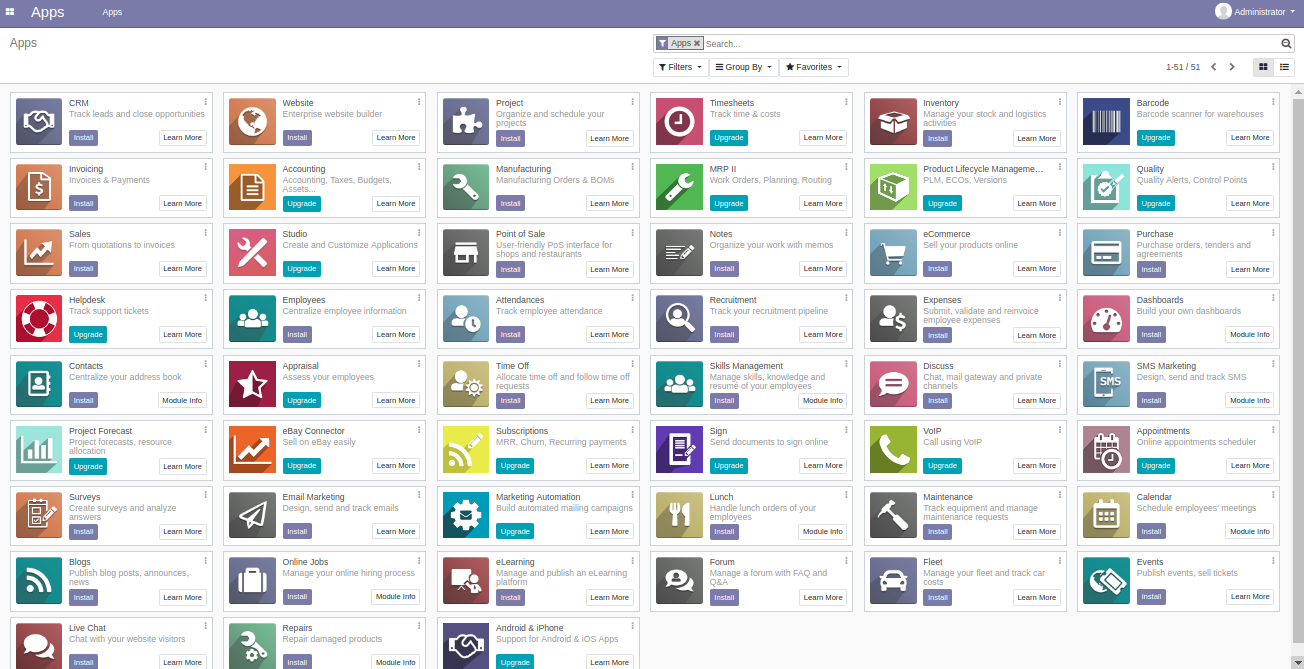 Apps
Apps
Administrator
Apps
Apps
Search...
Filters
Group By
Favorites
1-51 / 51
CRM
Track leads and close opportunities
Install
Learn More
Website
Enterprise website builder
Install
Learn More
Project
Organize and schedule your
projects
Install
Learn More
Timesheets
Track time & costs
Upgrade
Learn More
Inventory
Manage your stock and logistics
activities
Install
Learn More
Barcode
Barcode scanner for warehouses
Upgrade
Learn More
Invoicing
Invoices & Payments
Install
Learn More
Accounting
Accounting, Taxes, Budgets,
Assets...
Upgrade
Learn More
Manufacturing
Manufacturing Orders & BOMs
Install
Learn More
MRP II
Work Orders, Planning, Routing
Upgrade
Learn More
Product Lifecycle Manageme...
PLM, ECOs, Versions
Upgrade
Learn More
Quality
Quality Alerts, Control Points
Upgrade
Learn More
Sales
From quotations to invoices
Install
Learn More
Studio
Create and Customize Applications
Upgrade
Learn More
Point of Sale
User-friendly PoS interface for
shops and restaurants
Install
Learn More
Notes
Organize your work with memos
Install
Learn More
eCommerce
Sell your products online
Install
Learn More
Purchase
Purchase orders, tenders and
agreements
Install
Learn More
Helpdesk
Track support tickets
Upgrade
Learn More
Employees
Centralize employee information
Install
Learn More
Attendances
Track employee attendance
Install
Learn More
Recruitment
Track your recruitment pipeline
Install
Learn More
Expenses
Submit, validate and reinvoice
employee expenses
Install
Learn More
Dashboards
Build your own dashboards
Install
Module Info
Contacts
Centralize your address book
Install
Module Info
Appraisal
Assess your employees
Upgrade
Learn More
Time Off
Allocate time off and follow time off
requests
Install
Learn More
Skills Management
Manage skills, knowledge and
resumé of your employees
Install
Module Info
Discuss
Chat, mail gateway and private
channels
Install
Learn More
SMS
SMS Marketing
Design, send and track SMS
Install
Module Info
Project Forecast
Project forecasts, resource
allocation
Upgrade
Learn More
eBay Connector
Sell on eBay easily
Upgrade
Learn More
Subscriptions
MRR, Churn, Recurring payments
Upgrade
Learn More
Sign
Send documents to sign online
Upgrade
Learn More
VoIP
Call using VoIP
Upgrade
Learn More
Appointments
Online appointments scheduler
Upgrade
Learn More
Surveys
Create surveys and analyze
answers
Install
Learn More
Email Marketing
Design, send and track emails
Install
Learn More
Marketing Automation
Build automated mailing campaigns
Upgrade
Learn More
Lunch
Handle lunch orders of your
employees
Install
Module Info
Maintenance
Track equipment and manage
maintenance requests
Install
Learn More
Calendar
Schedule employees' meetings
Install
Module Info
Blogs
Publish blog posts, announces,
news
Install
Learn More
Online Jobs
Manage your online hiring process
Install
Module Info
eLearning
Manage and publish an eLearning
platform
Install
Learn More
Forum
Manage a forum with FAQ and
Q&A
Install
Learn More
Fleet
Manage your fleet and track car
costs
Install
Learn More
Events
Publish events, sell tickets
Install
Learn More
Live Chat
Chat with your website visitors
Install
Learn More
Repairs
Repair damaged products
Install
Module Info
Android & iPhone
Support for Android & iOS Apps
Upgrade
Learn More